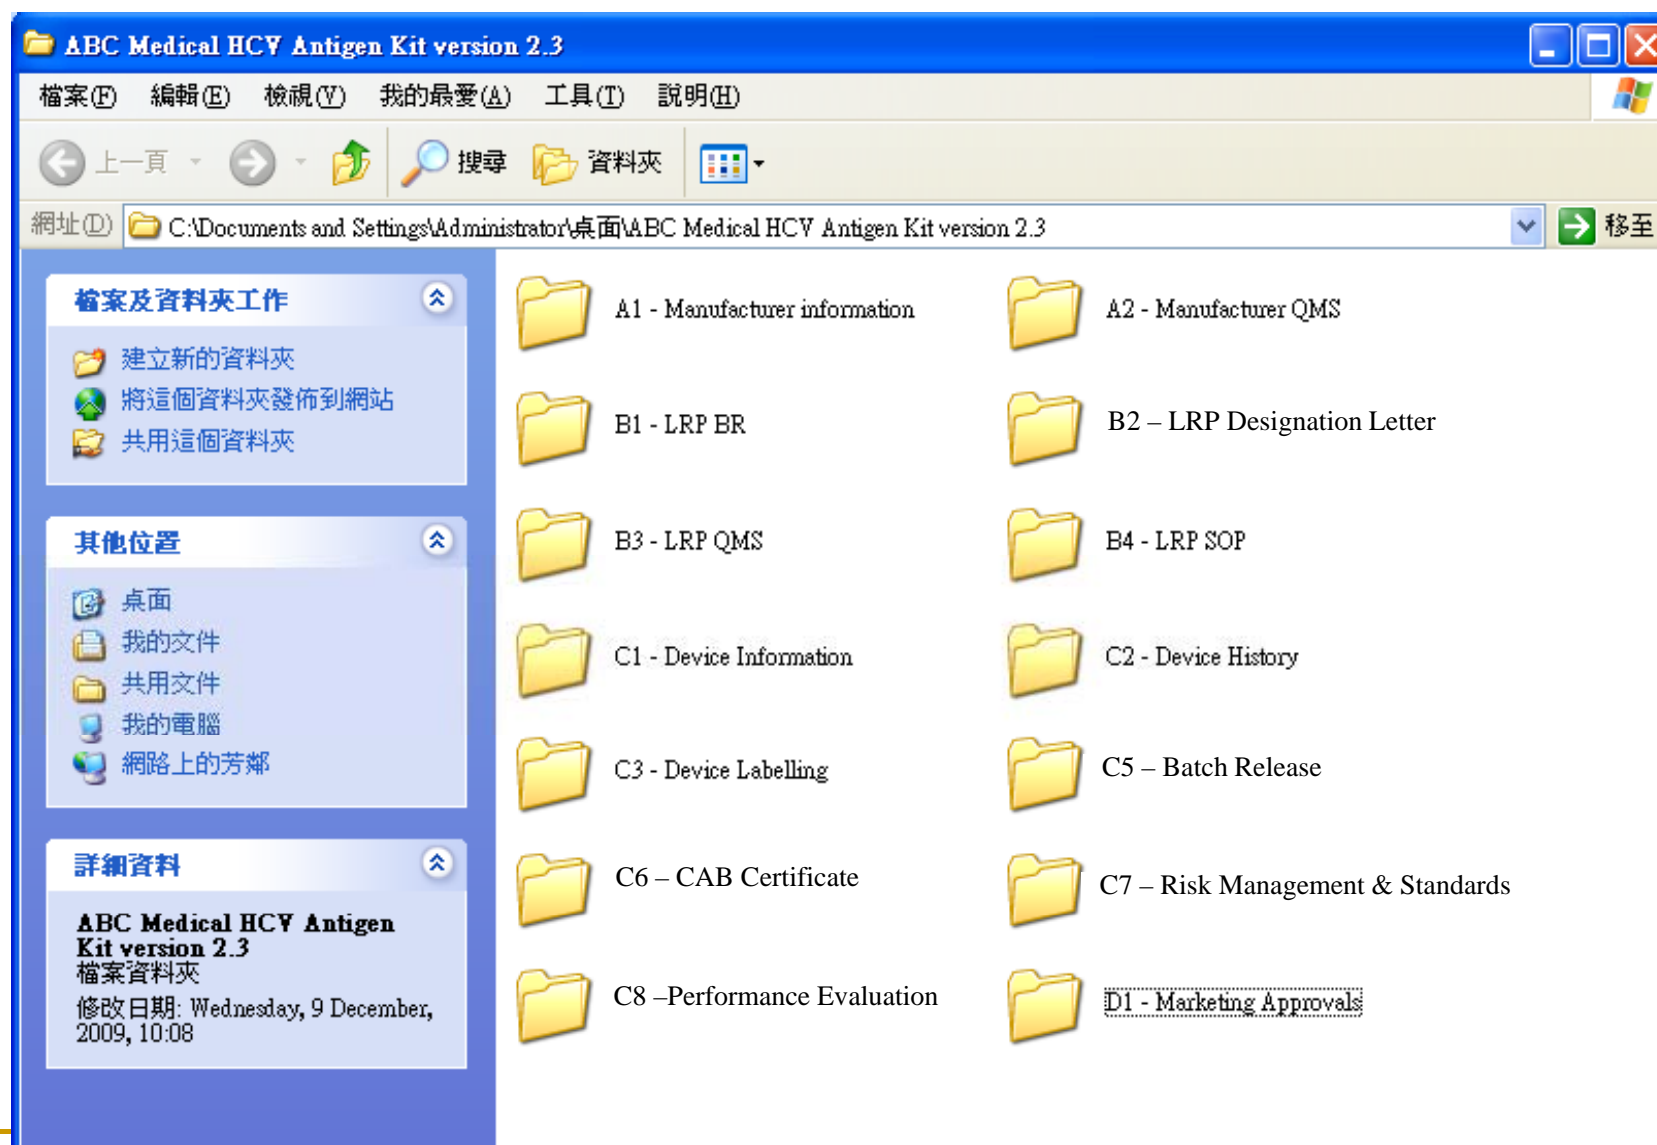 ABC Medical HCV Antigen Kit version 2.3
檔案(F) 編輯(E) 檢視(V) 我的最愛(A) 工具(T) 說明(H)
上一頁 搜尋 資料夾
網址(D) C:\Documents and Settings\Administrator\桌面\ABC Medical HCV Antigen Kit version 2.3 移至
檔案及資料夾工作
建立新的資料夾
將這個資料夾發佈到網站
共用這個資料夾
其他位置
桌面
我的文件
共用文件
我的電腦
網路上的芳鄰
詳細資料
ABC Medical HCV Antigen
Kit version 2.3
檔案資料夾
修改日期: Wednesday, 9 December,
2009, 10:08
A1 - Manufacturer information
A2 - Manufacturer QMS
B1 - LRP BR
B2 – LRP Designation Letter
B3 - LRP QMS
B4 - LRP SOP
C1 - Device Information
C2 - Device History
C3 - Device Labelling
C5 – Batch Release
C6 – CAB Certificate
C7 – Risk Management & Standards
C8 –Performance Evaluation
D1 - Marketing Approvals